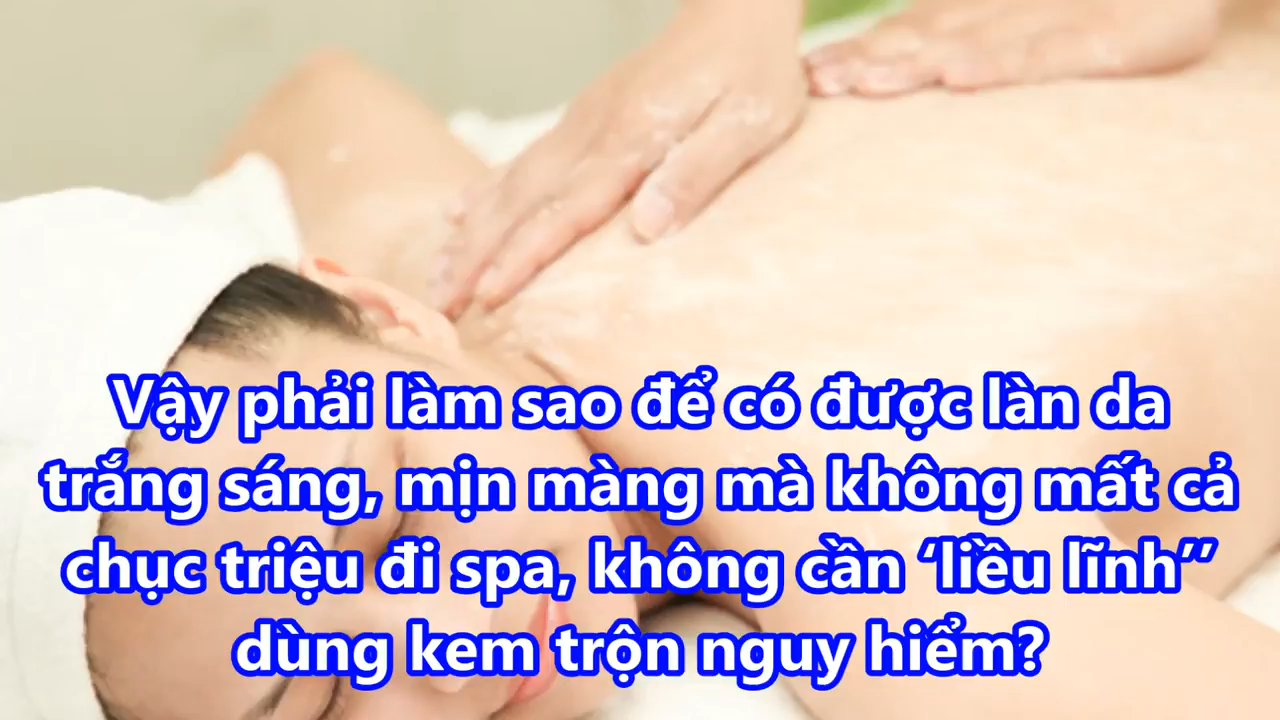 Vậy phải làm sao để có được làn da
trắng sáng, mịn màng mà không mất cả
chục triệu đi spa, không cần ‘liều lĩnh’’
dùng kem trộn nguy hiểm?